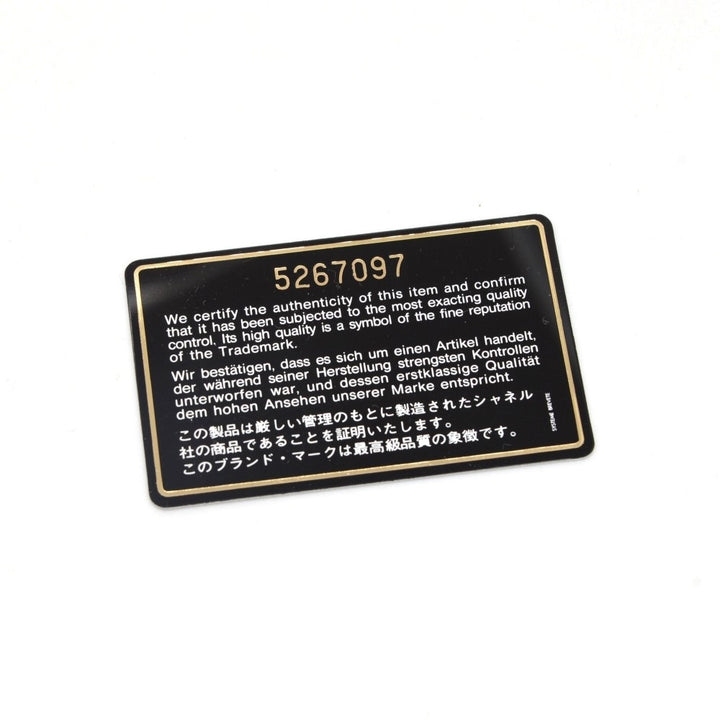 5267097
We certify the authenticity of this item and confirm
that it has been subjected to the most exacting quality
control. Its high quality is a symbol of the fine reputation
of the Trademark.
Wir bestätigen, dass es sich um einen Artikel handelt,
der während seiner Herstellung strengsten Kontrollen
unterworfen war, und dessen erstklassige Qualität
dem hohen Ansehen unserer Marke entspricht.
この製品は厳しい管理のもとに製造されたシャネル
社の商品であることを証明いたします。
このブランド・マークは最高級品質の象徴です。